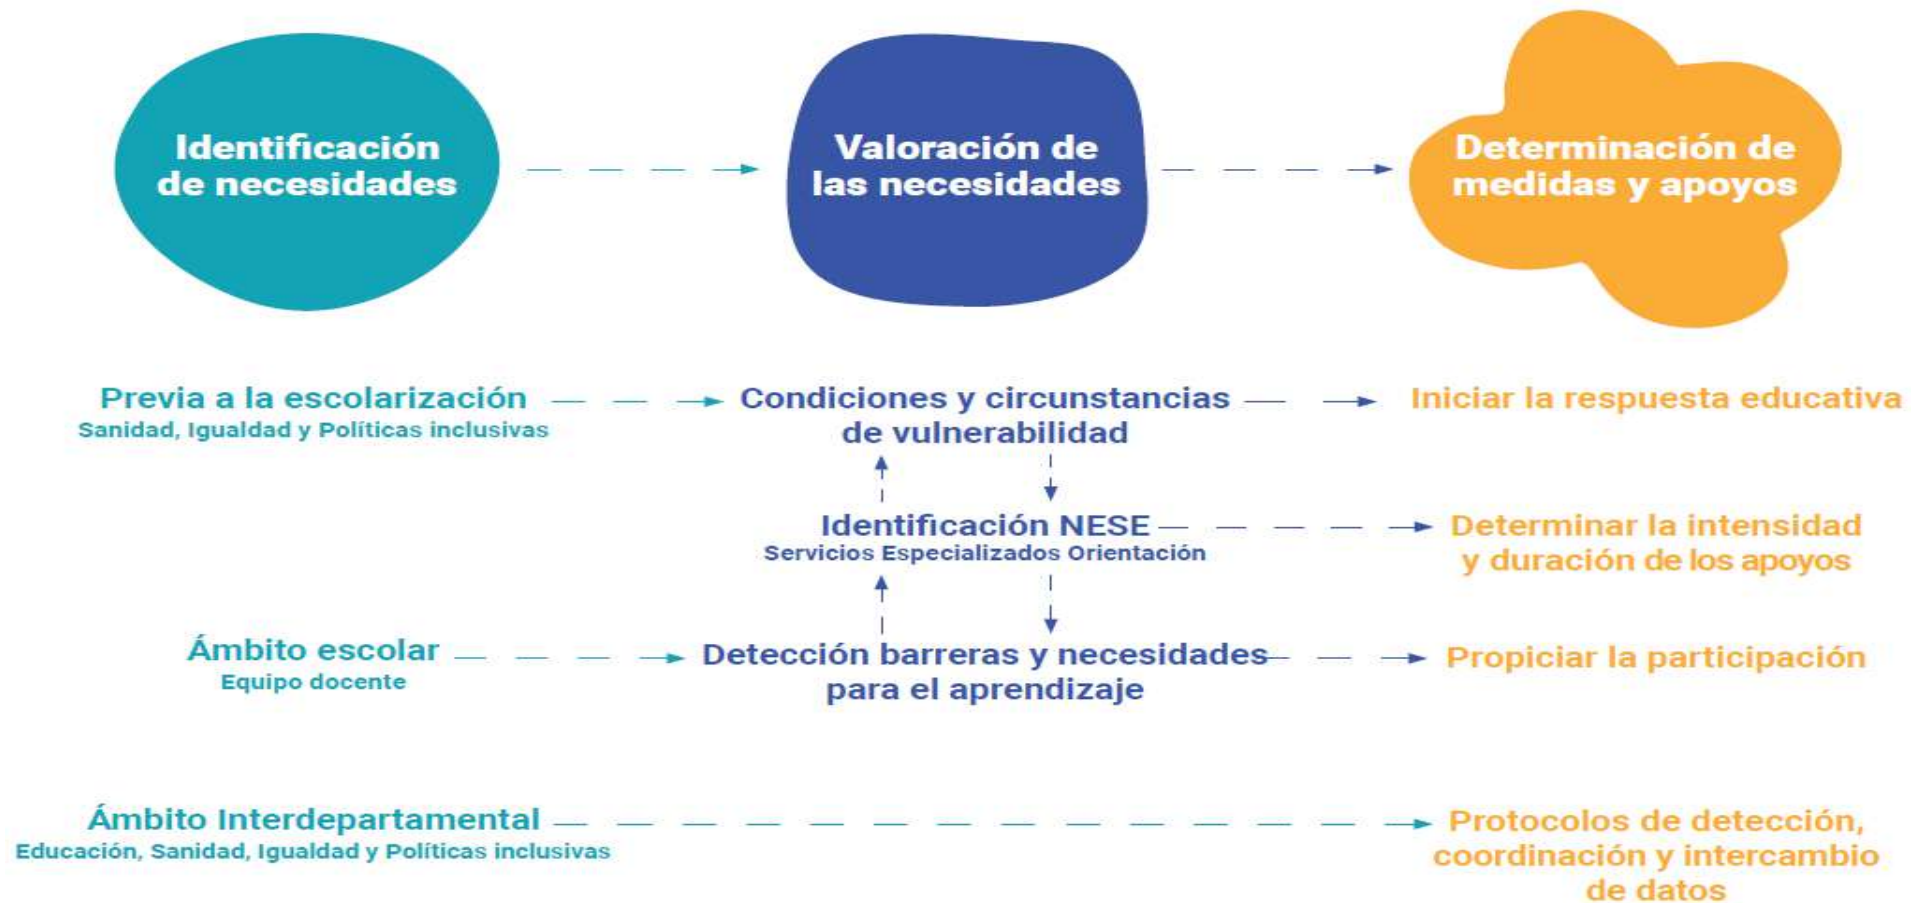 Identificación
de necesidades
Valoración de
las necesidades
Determinación de
medidas y apoyos
Previa a la escolarización
Sanidad, Igualdad y Políticas inclusivas
Condiciones y circunstancias
de vulnerabilidad
Iniciar la respuesta educativa
Identificación NESE
Servicios Especializados Orientación
Determinar la intensidad
y duración de los apoyos
Ámbito escolar
Equipo docente
Detección barreras y necesidades
para el aprendizaje
Propiciar la participación
Ámbito Interdepartamental
Educación, Sanidad, Igualdad y Políticas inclusivas
Protocolos de detección,
coordinación y intercambio
de datos